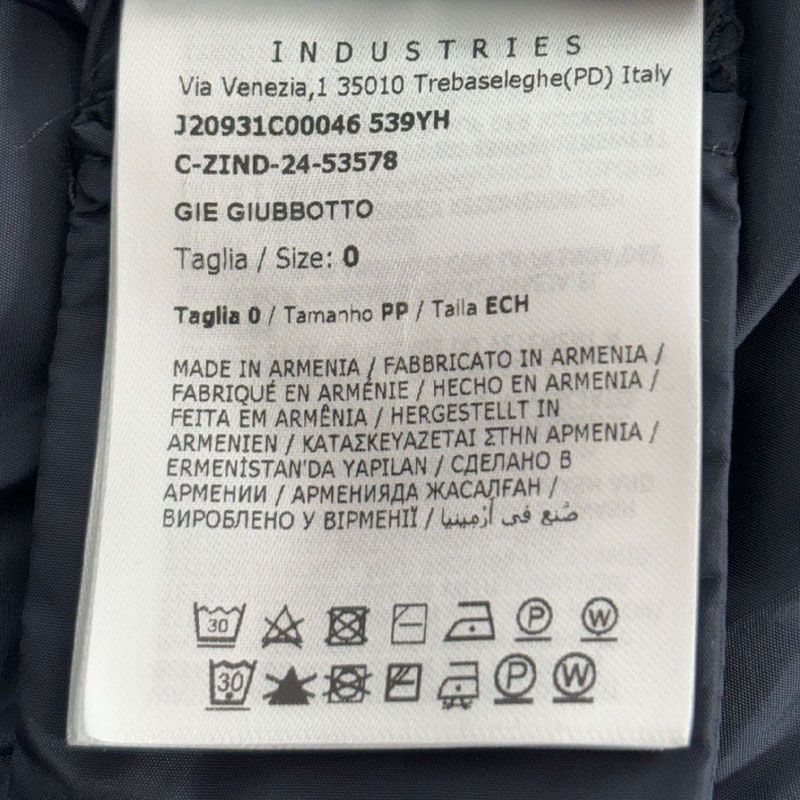 INDUSTRIES
Via Venezia,1 35010 Trebaseleghe(PD) Italy
J20931C00046 539YH
C-ZIND-24-53578
GIE GIUBBOTTO
Taglia / Size: 0
Taglia 0 / Tamanho PP / Talla ECH
MADE IN ARMENIA / FABBRICATO IN ARMENIA /
FABRIQUÉ EN ARMÉNIE / HECHO EN ARMENIA /
FEITA EM ARMÊNIA / HERGESTELLT IN
ARMENIEN / ΚΑΤΑΣΚΕΥΑΖΕΤΑΙ ΣΤΗΝ ΑΡΜΕΝΙΑ /
ERMENİSTAN'DA YAPILAN / СДЕЛАНО В
АРМЕНИИ / АРМЕНИЯДА ЖАСАЛҒАН /
ВИРОБЛЕНО У ВІРМЕНІЇ / صُنع في أرمينيا
30 P W
30 P W